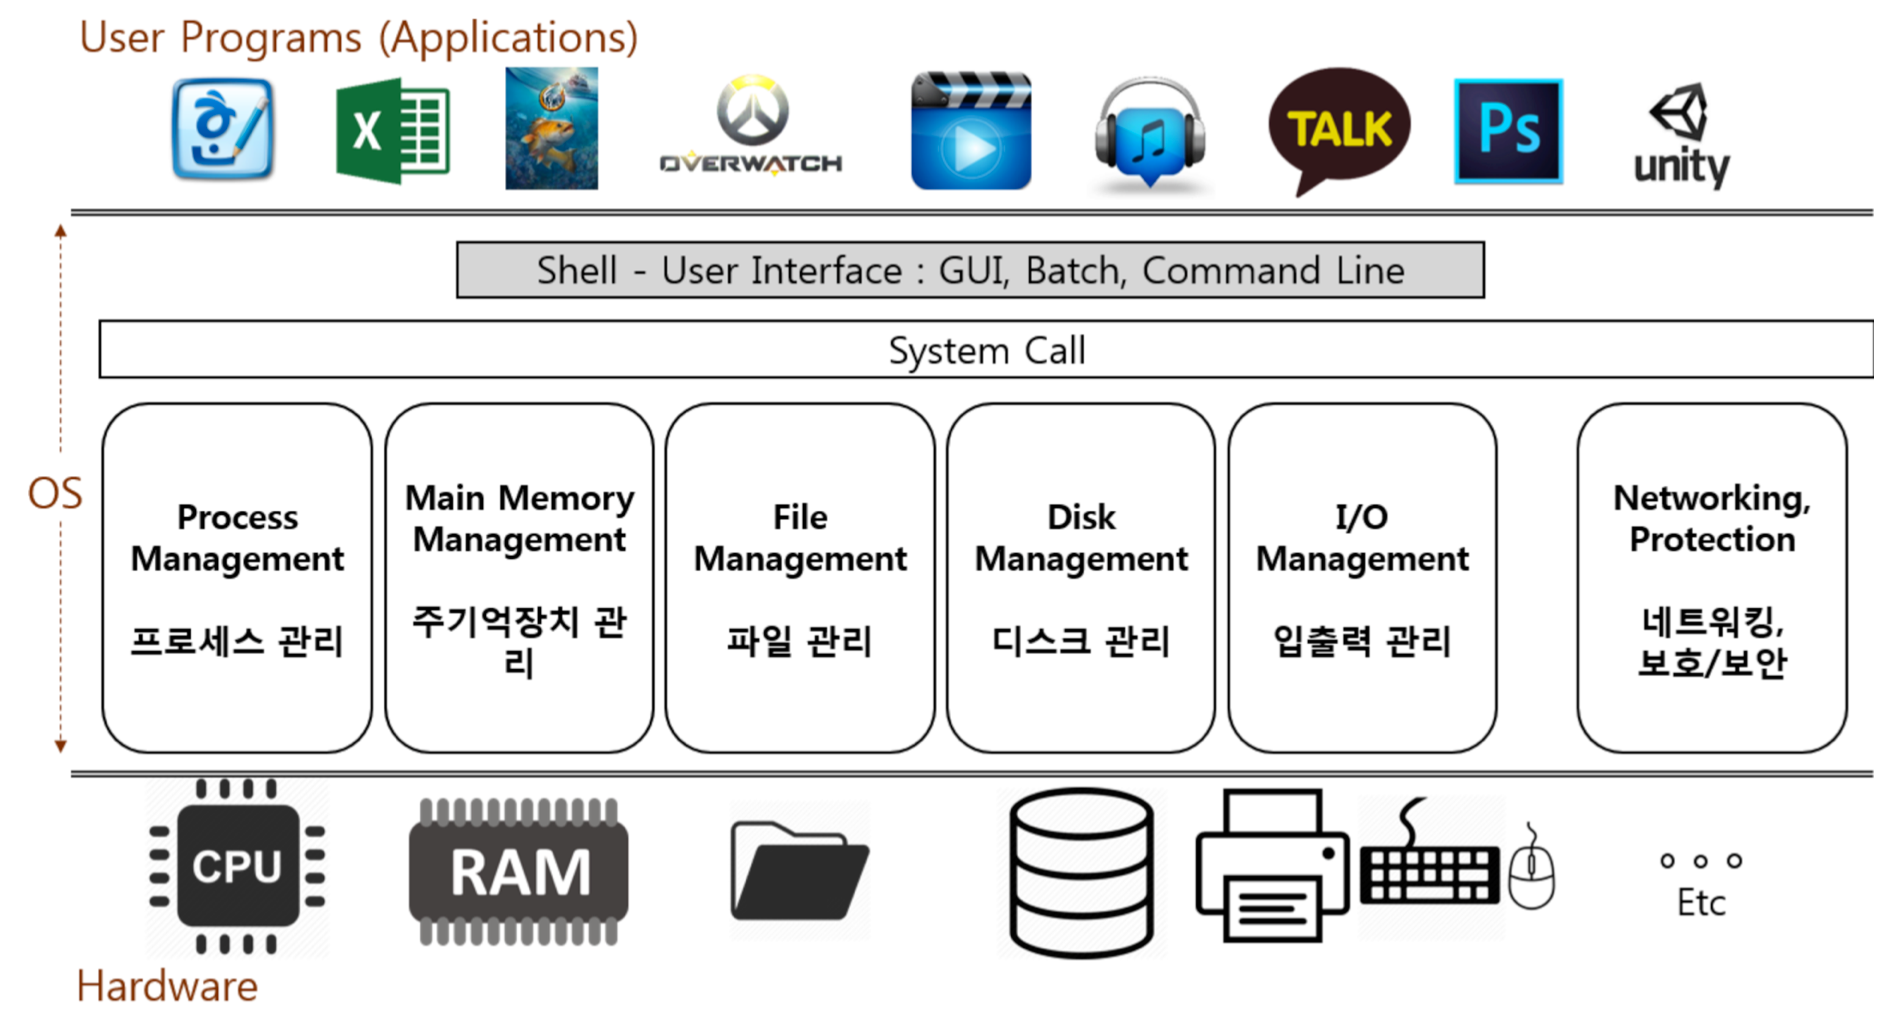 User Programs (Applications)
X
OVERWATCH
TALK
Ps
unity
Shell - User Interface : GUI, Batch, Command Line
System Call
OS
Process
Management
프로세스 관리
Main Memory
Management
주기억장치 관
리
File
Management
파일 관리
Disk
Management
디스크 관리
I/O
Management
입출력 관리
Networking,
Protection
네트워킹,
보호/보안
CPU
RAM
Etc
Hardware